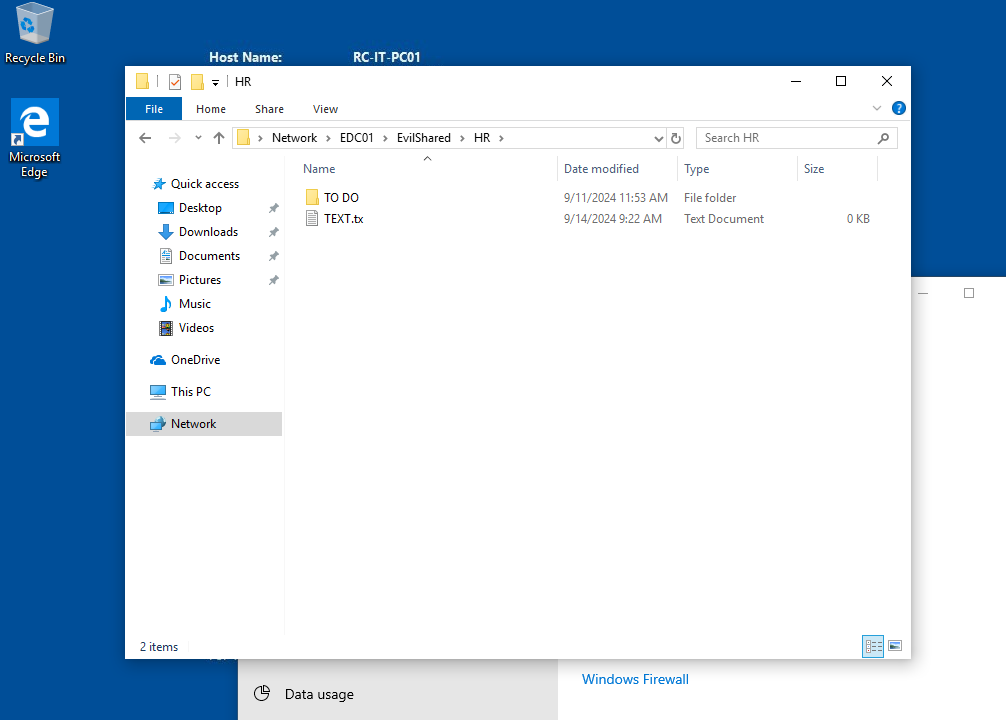 Recycle Bin
Host Name: RC-IT-PC01
Microsoft
Edge
HR
File Home Share View
Network EDC01 EvilShared HR
Search HR
Name Date modified Type Size
TO DO 9/11/2024 11:53 AM File folder
TEXT.tx 9/14/2024 9:22 AM Text Document 0 KB
Quick access
Desktop
Downloads
Documents
Pictures
Music
Videos
OneDrive
This PC
Network
2 items
Data usage
Windows Firewall